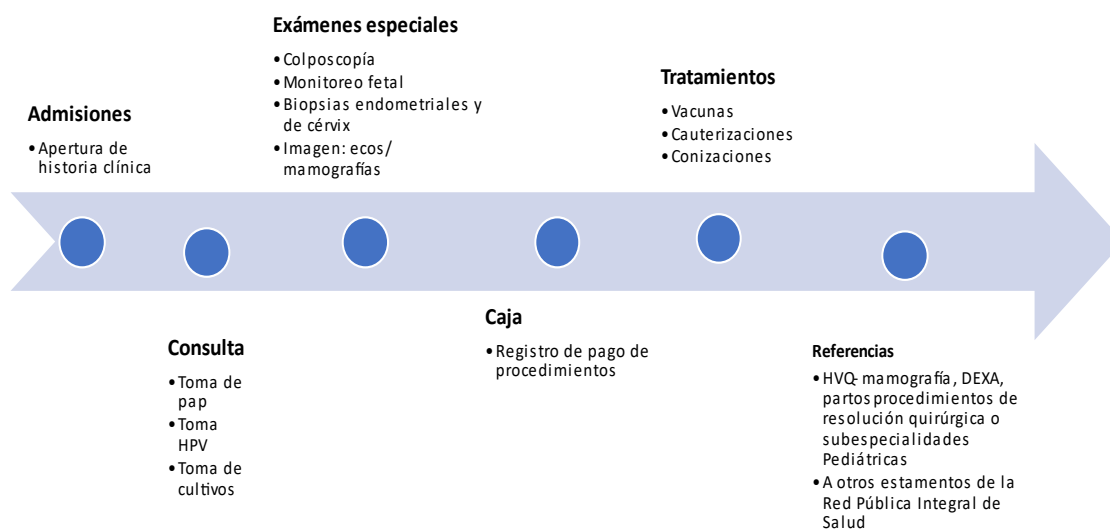 Admisiones
•Apertura de
historia clínica
Consulta
•Toma de
pap
•Toma
HPV
•Toma de
cultivos
Exámenes especiales
•Colposcopía
•Monitoreo fetal
•Biopsias endometriales y
de cérvix
•Imagen: ecos/
mamografías
Caja
•Registro de pago de
procedimientos
Tratamientos
•Vacunas
•Cauterizaciones
•Conizaciones
Referencias
•HVQ- mamografía, DEXA,
partos procedimientos de
resolución quirúrgica o
subespecialidades
Pediátricas
•A otros estamentos de la
Red Pública Integral de
Salud